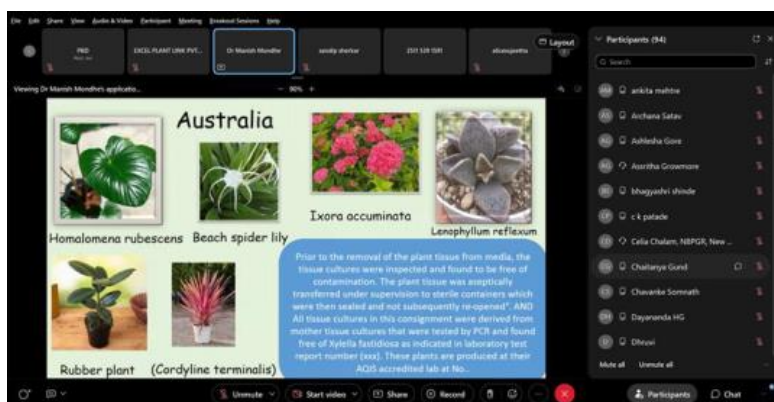 File Edit Share View Audio & Video Participant Meeting Breakout Sessions Help
PKD
EXCEL PLANT LINK PVT...
Dr Manish Mondhe
sandip sherkar
2511 528 1591
Layout
Viewing Dr Manish Mondhe's applicatio...
90%
Australia
Ixora accuminata
Lenophyllum reflexum
Homalomena rubescens
Beach spider lily
Prior to the removal of the plant tissue from media, the
tissue cultures were inspected and found to be free of
contamination. The plant tissue was aseptically
transferred under supervision to sterile containers which
were then sealed and not subsequently re-opened". AND
All tissue cultures in this consignment were derived from
mother tissue cultures that were tested by PCR and found
free of Xylella fastidiosa as indicated in laboratory test
report number (xxx). These plants are produced at their
AQIS accredited lab at No..
Rubber plant
(Cordyline terminalis)
Participants (94)
Search
ankita mehtre
Archana Satav
Ashlesha Gore
Assritha Growmore
bhagyashri shinde
c k patade
Celia Chalam, NBPGR, New ...
Chaitanya Gund
Chavanke Somnath
Dayananda HG
Dhruvi
Mute all Unmute all
Unmute
Start video
Share
Record
Participants
Chat